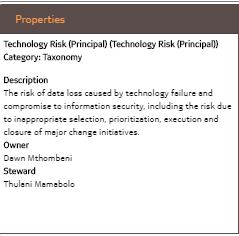 Properties
Technology Risk (Principal) (Technology Risk (Principal))
Category: Taxonomy
Description
The risk of data loss caused by technology failure and
compromise to information security, including the risk due
to inappropriate selection, prioritization, execution and
closure of major change initiatives.
Owner
Dawn Mthombeni
Steward
Thulani Mamabolo